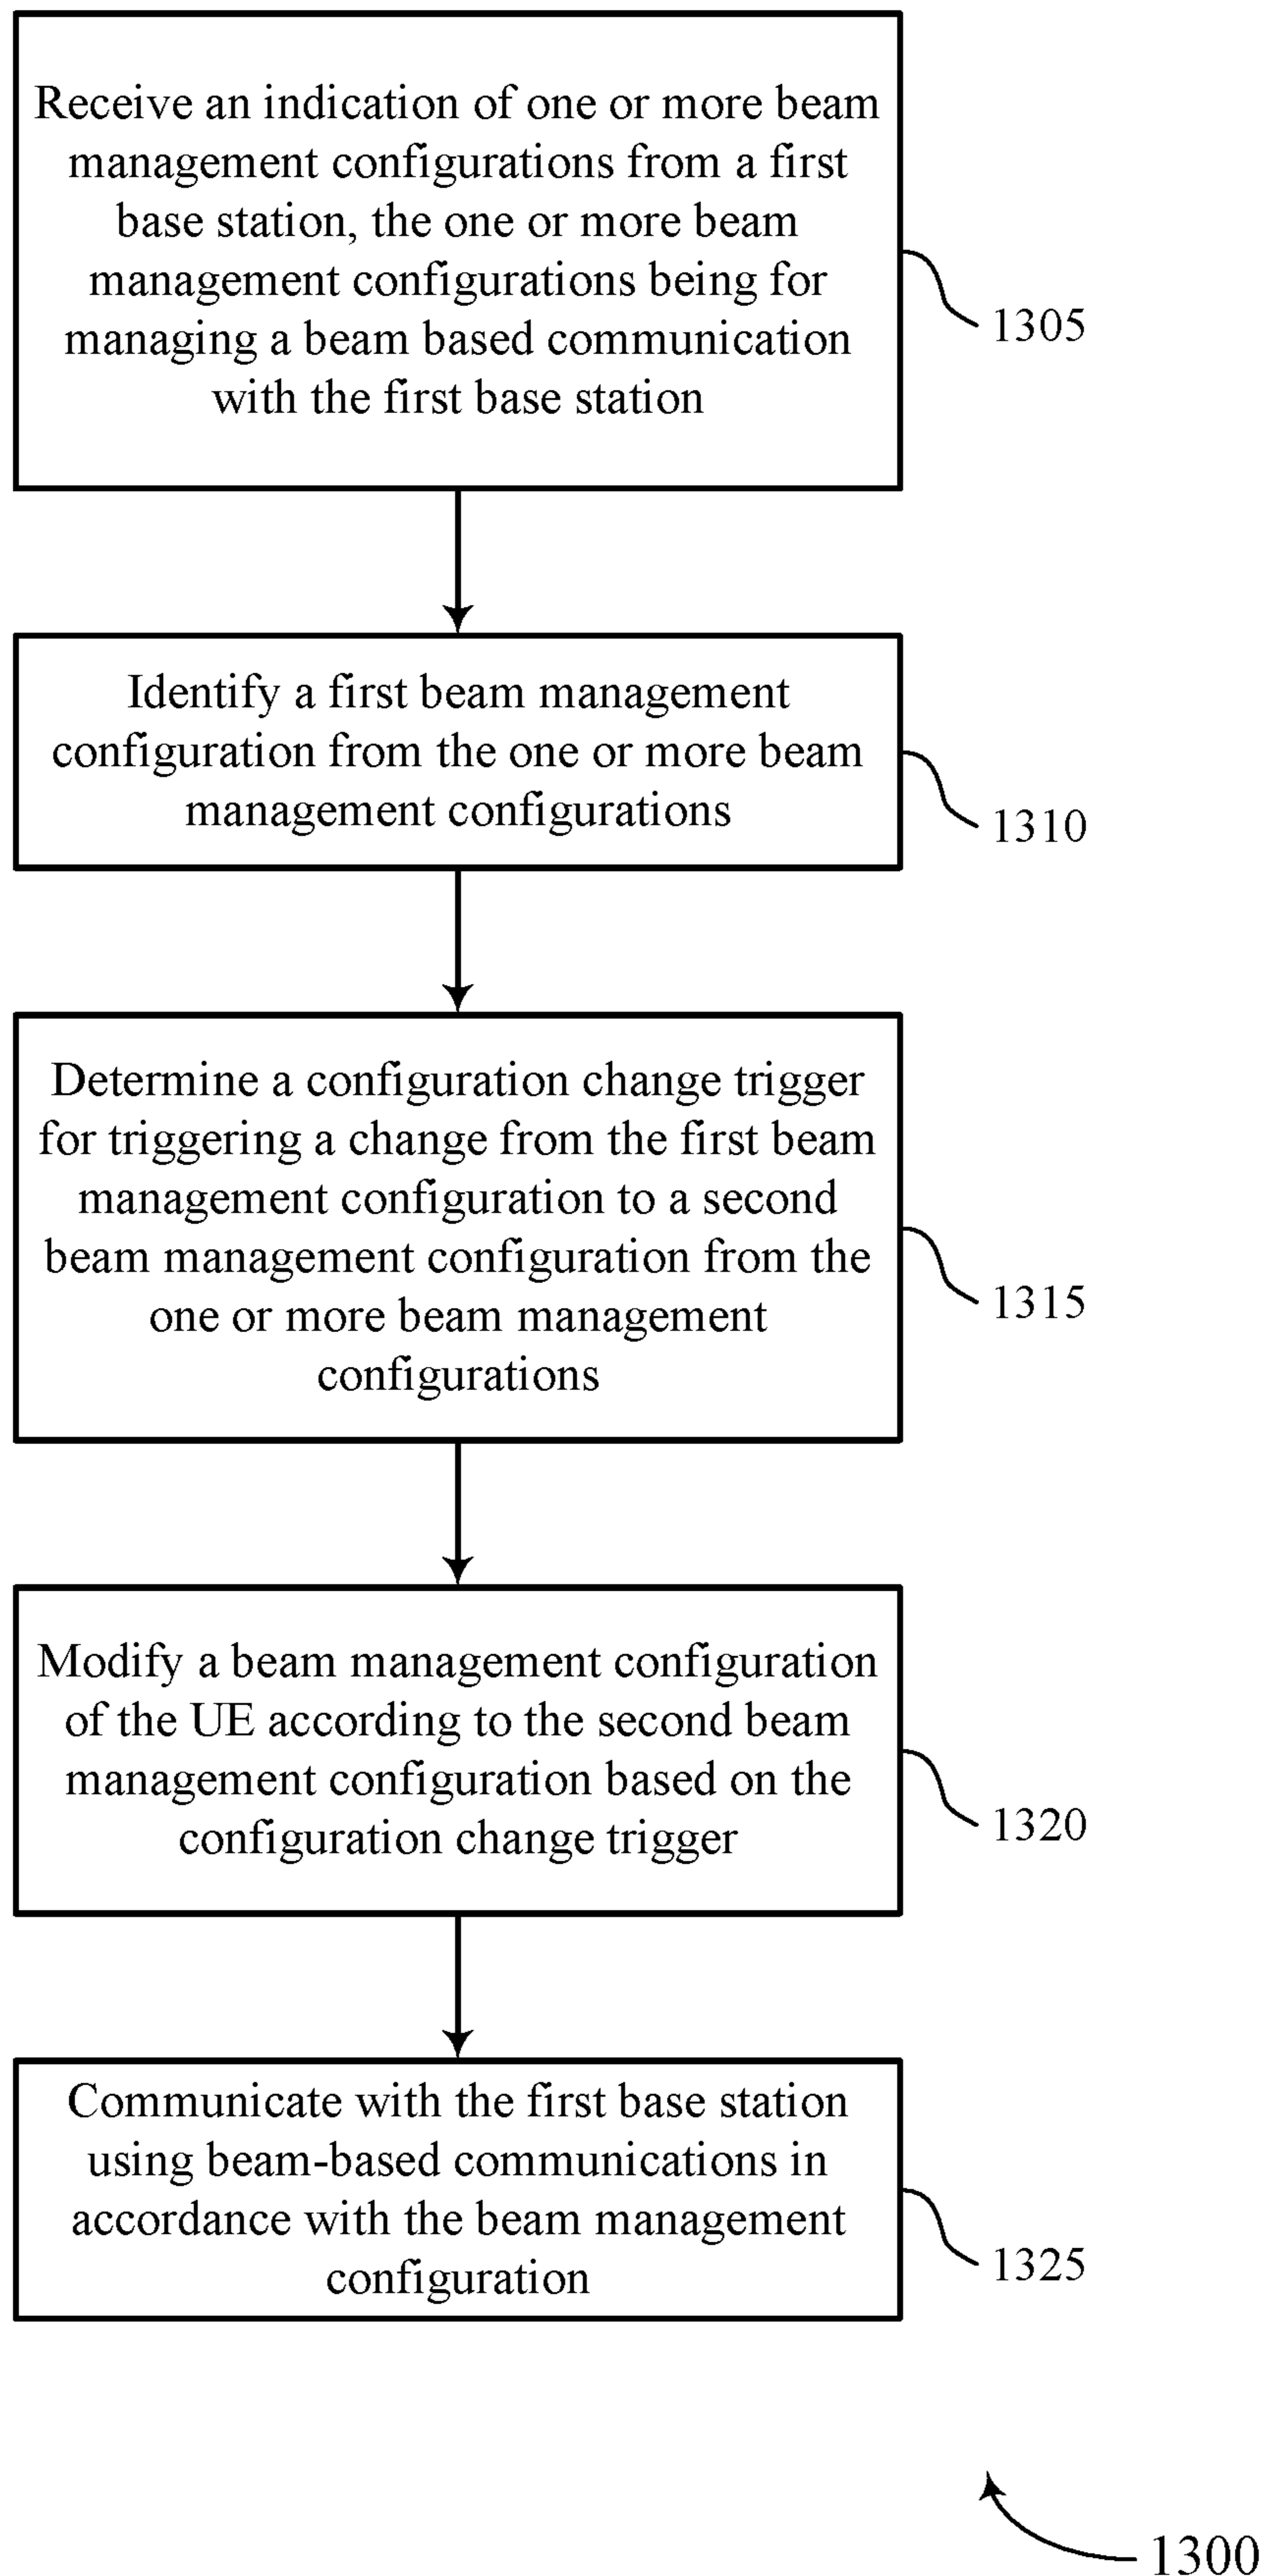 Receive an indication of one or more beam
management configurations from a first
base station, the one or more beam
management configurations being for
managing a beam based communication
with the first base station
1305
Identify a first beam management
configuration from the one or more beam
management configurations
1310
Determine a configuration change trigger
for triggering a change from the first beam
management configuration to a second
beam management configuration from the
one or more beam management
configurations
1315
Modify a beam management configuration
of the UE according to the second beam
management configuration based on the
configuration change trigger
1320
Communicate with the first base station
using beam-based communications in
accordance with the beam management
configuration
1325
1300